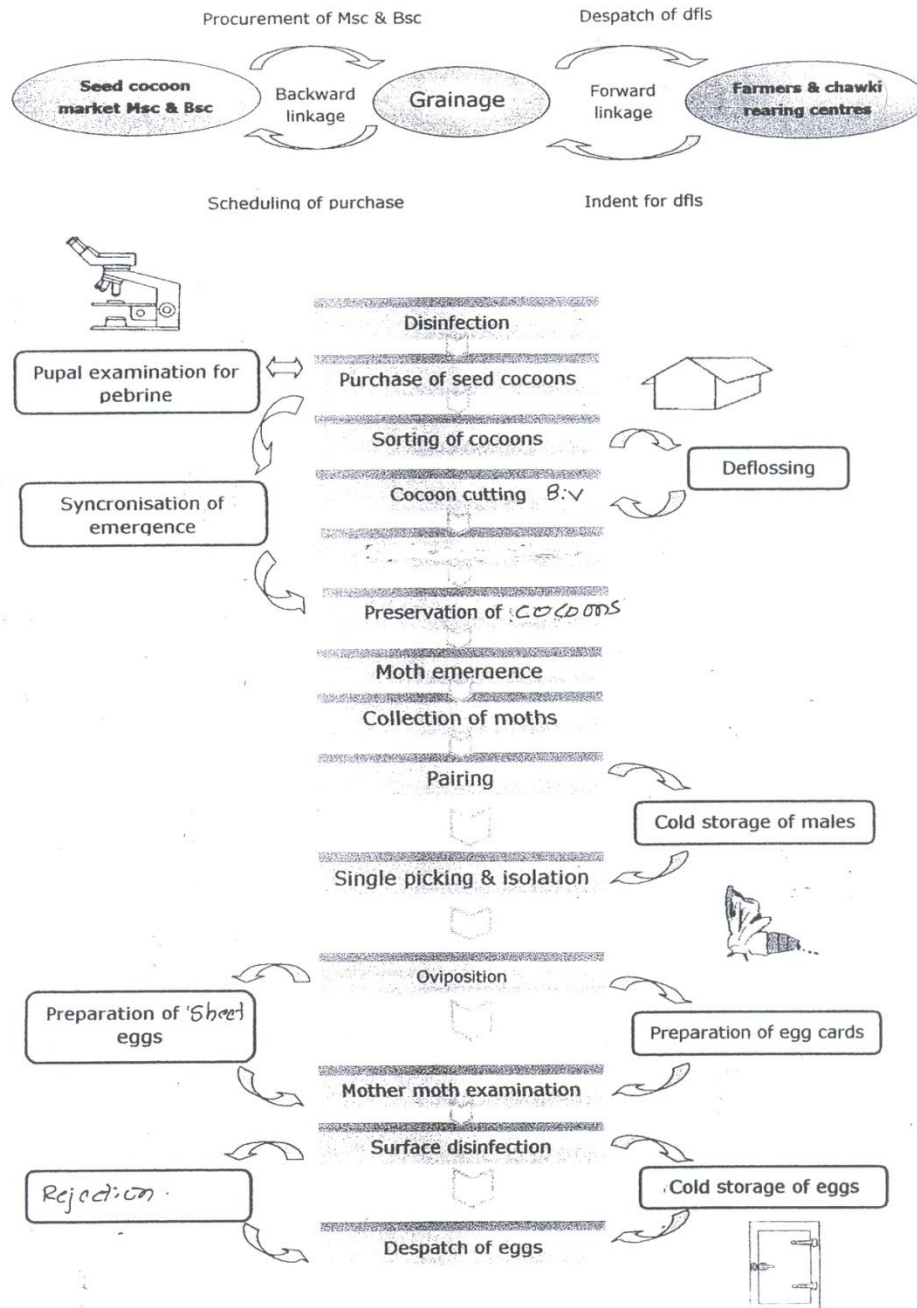 Procurement of Msc & Bsc
Despatch of dfls
Seed cocoon
market Msc & Bsc
Backward
linkage
Grainage
Forward
linkage
Farmers & chawki
rearing centres
Scheduling of purchase
Indent for dfls
Disinfection
Pupal examination for
pebrine
Purchase of seed cocoons
Sorting of cocoons
Deflossing
Syncronisation of
emergence
Cocoon cutting B:V
Preservation of cocoons
Moth emergence
Collection of moths
Pairing
Cold storage of males
Single picking & isolation
Oviposition
Preparation of Sheet
eggs
Preparation of egg cards
Mother moth examination
Surface disinfection
Rejection.
Cold storage of eggs
Despatch of eggs